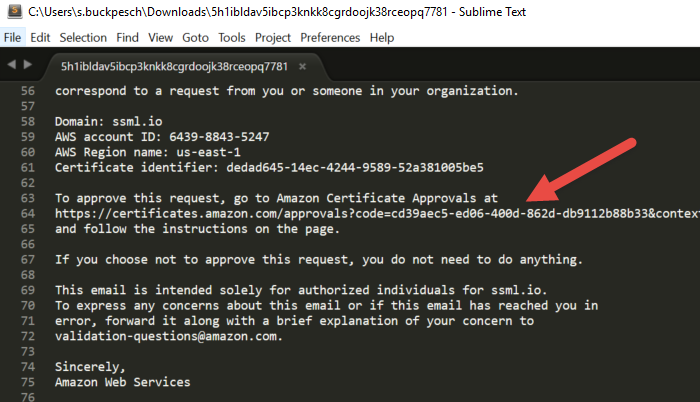 C:\Users\s.buckpesch\Downloads\5h1ibldav5ibcp3knkk8cgrdoojk38rceopq7781 - Sublime Text
File Edit Selection Find View Goto Tools Project Preferences Help
5h1ibldav5ibcp3knkk8cgrdoojk38rceopq7781 ×
56 correspond to a request from you or someone in your organization.
57
58 Domain: ssml.io
59 AWS account ID: 6439-8843-5247
60 AWS Region name: us-east-1
61 Certificate identifier: dedad645-14ec-4244-9589-52a381005be5
62
63 To approve this request, go to Amazon Certificate Approvals at
64 https://certificates.amazon.com/approvals?code=cd39aec5-ed06-400d-862d-db9112b88b33&context
65 and follow the instructions on the page.
66
67 If you choose not to approve this request, you do not need to do anything.
68
69 This email is intended solely for authorized individuals for ssml.io.
70 To express any concerns about this email or if this email has reached you in
71 error, forward it along with a brief explanation of your concern to
72 validation-questions@amazon.com.
73
74 Sincerely,
75 Amazon Web Services
76